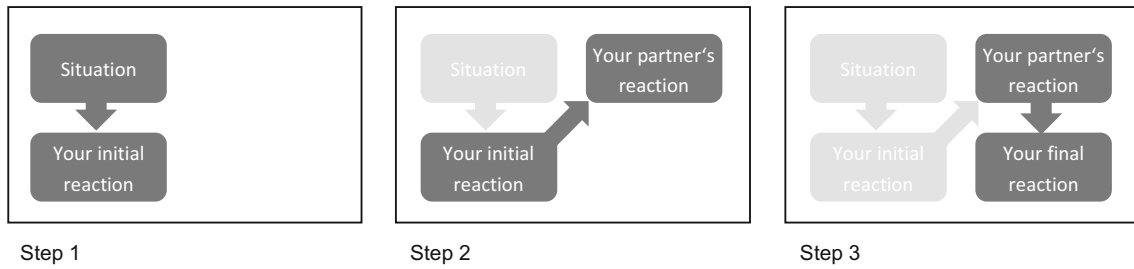 Situation
Your initial
reaction
Step 1
Situation
Your partner‘s
reaction
Your initial
reaction
Step 2
Situation
Your partner‘s
reaction
Your initial
reaction
Your final
reaction
Step 3